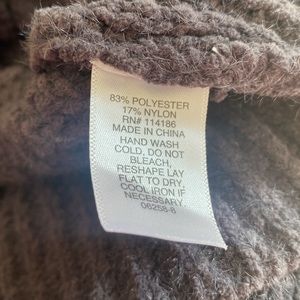 83% POLYESTER
17% NYLON
RN# 114186
MADE IN CHINA
HAND WASH
COLD, DO NOT
BLEACH,
RESHAPE LAY
FLAT TO DRY,
COOL IRON IF
NECESSARY.
06258-8